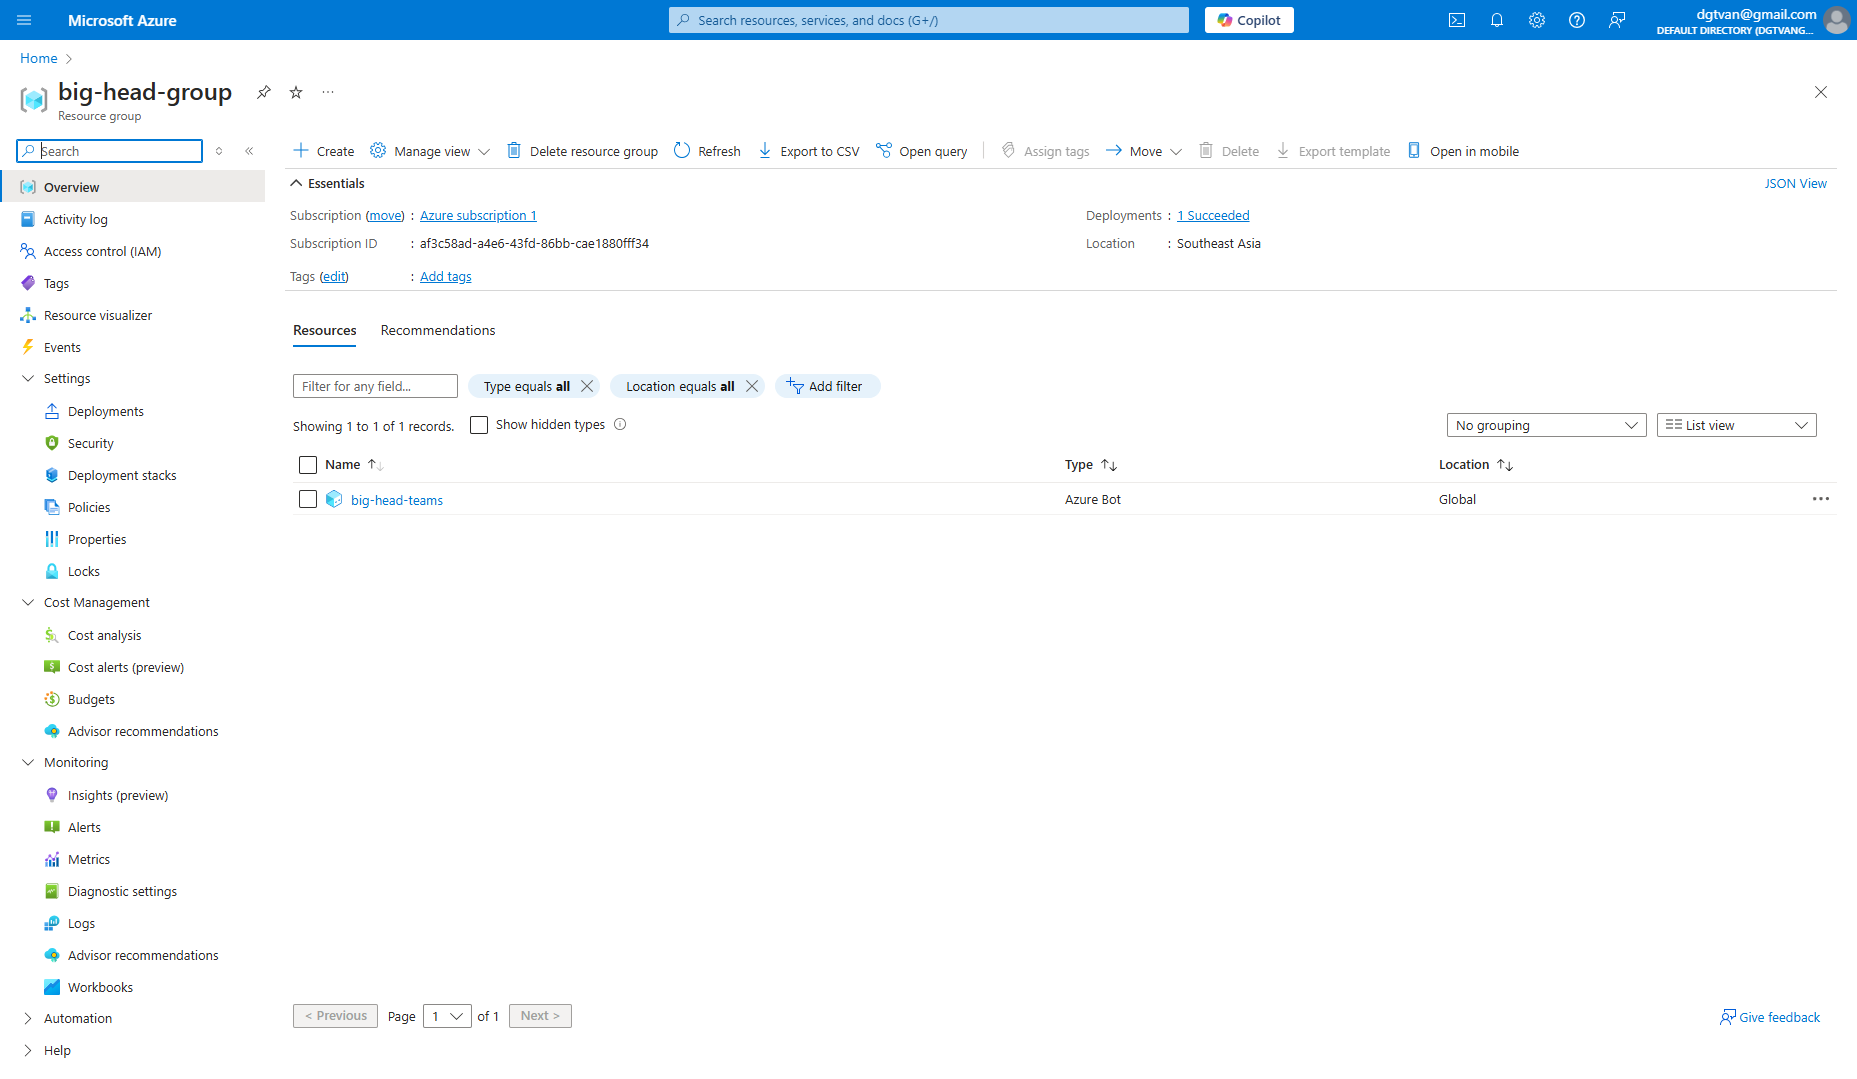 Microsoft Azure
Search resources, services, and docs (G+/)
Copilot
dgtvan@gmail.com
DEFAULT DIRECTORY (DGTVANG...
Home
big-head-group
Resource group
Search
Create
Manage view
Delete resource group
Refresh
Export to CSV
Open query
Assign tags
Move
Delete
Export template
Open in mobile
Overview
Activity log
Access control (IAM)
Tags
Resource visualizer
Events
Settings
Deployments
Security
Deployment stacks
Policies
Properties
Locks
Cost Management
Cost analysis
Cost alerts (preview)
Budgets
Advisor recommendations
Monitoring
Insights (preview)
Alerts
Metrics
Diagnostic settings
Logs
Advisor recommendations
Workbooks
Automation
Help
Essentials
JSON View
Subscription (move) : Azure subscription 1
Subscription ID : af3c58ad-a4e6-43fd-86bb-cae1880fff34
Tags (edit) : Add tags
Deployments : 1 Succeeded
Location : Southeast Asia
Resources
Recommendations
Filter for any field...
Type equals all
Location equals all
Add filter
Showing 1 to 1 of 1 records.
Show hidden types
No grouping
List view
Name
Type
Location
big-head-teams
Azure Bot
Global
< Previous
Page 1 of 1
Next >
Give feedback